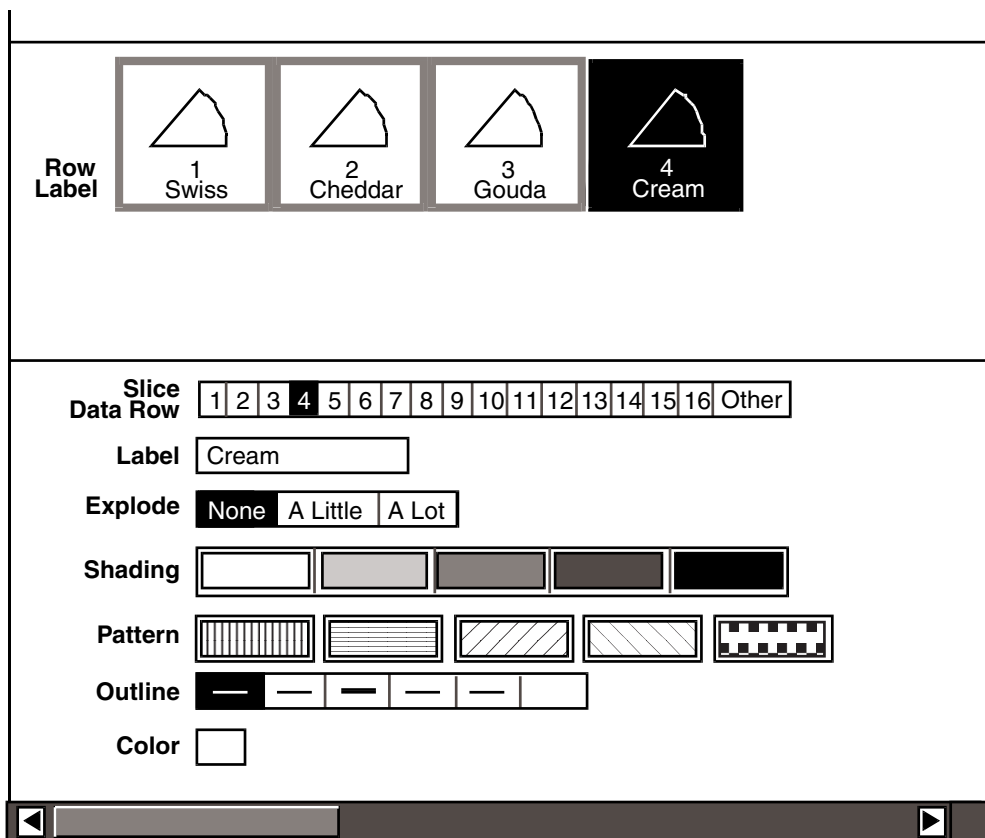 Row Label
1 Swiss
2 Cheddar
3 Gouda
4 Cream
Slice Data Row 1 2 3 4 5 6 7 8 9 10 11 12 13 14 15 16 Other
Label Cream
Explode None A Little A Lot
Shading
Pattern
Outline
Color